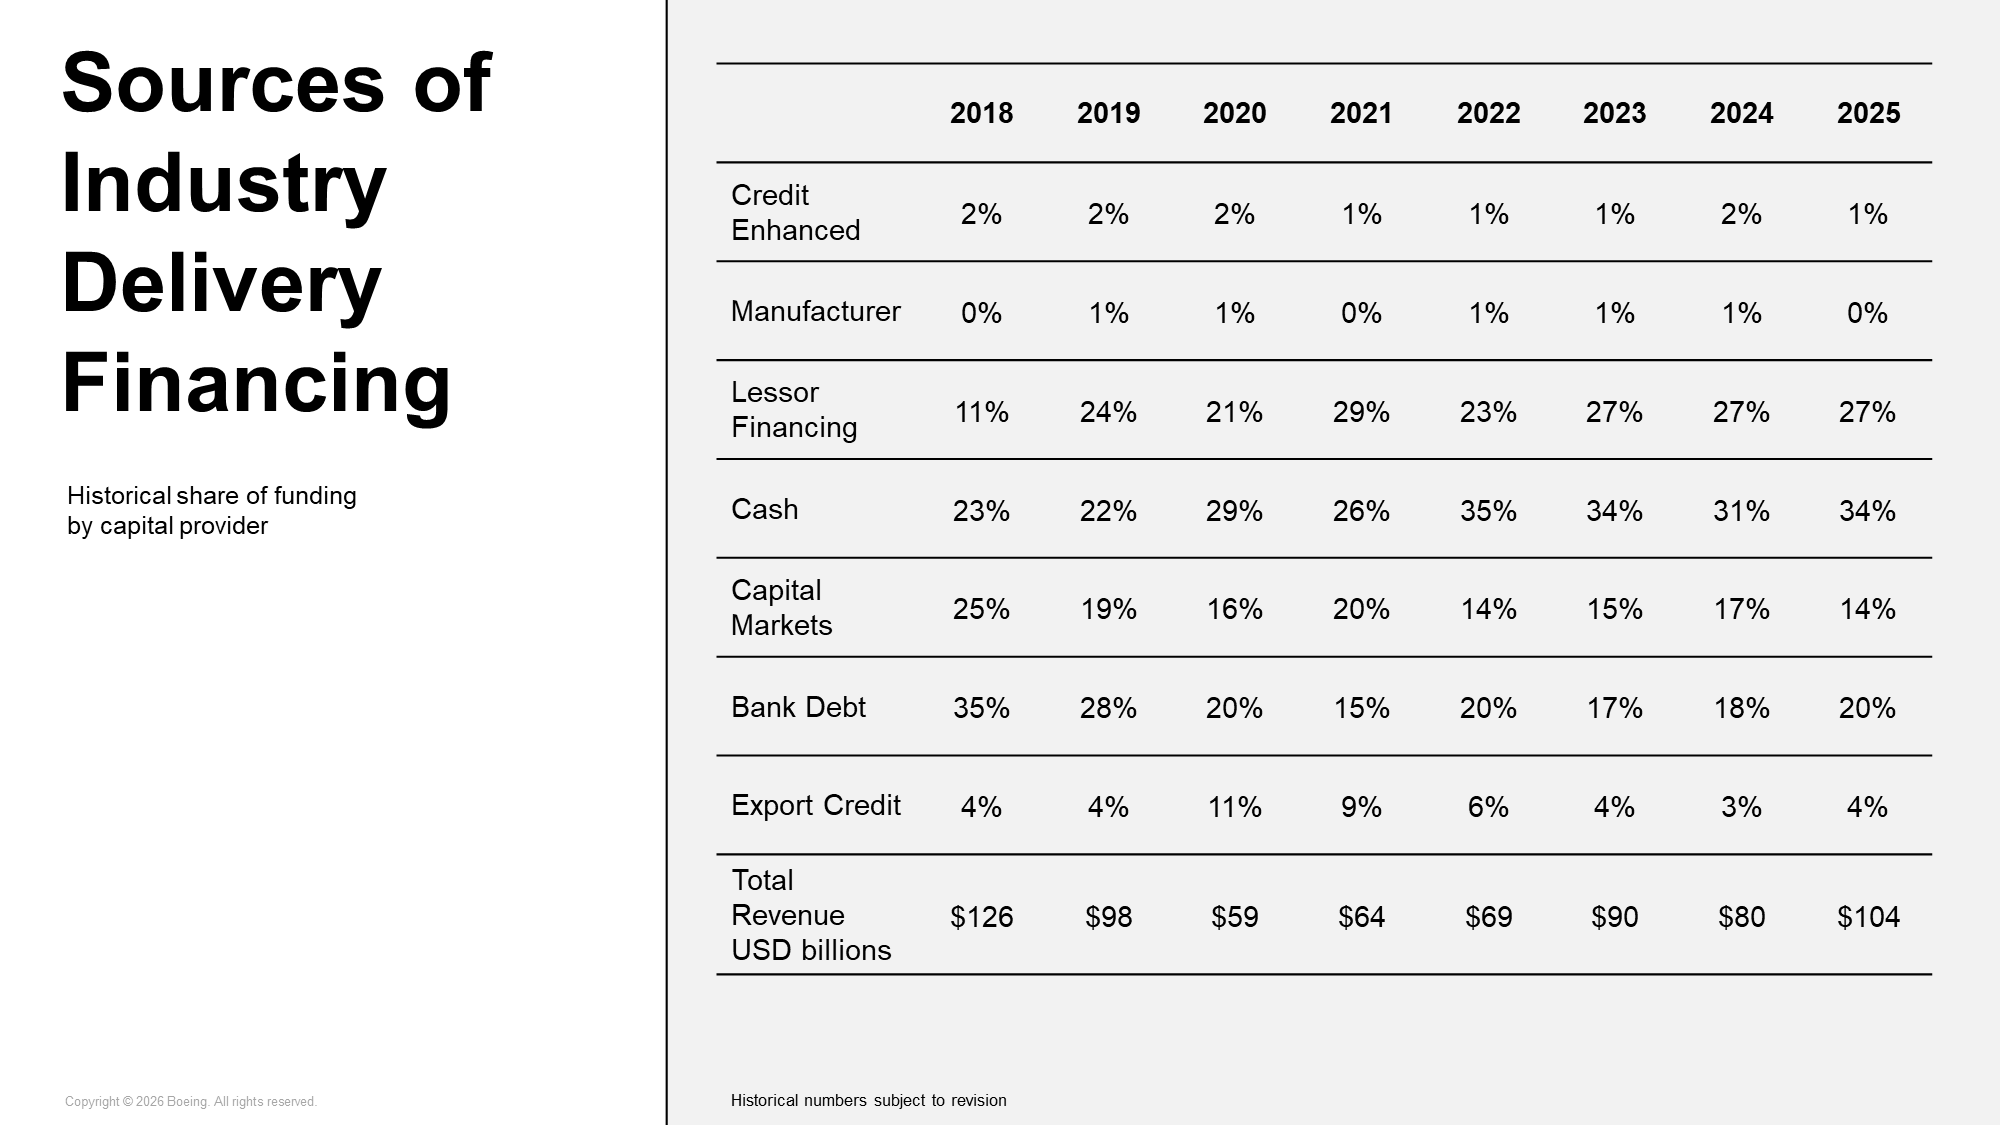 Sources of
Industry
Delivery
Financing
Historical share of funding
by capital provider
2018 2019 2020 2021 2022 2023 2024 2025
Credit
Enhanced
2% 2% 2% 1% 1% 1% 2% 1%
Manufacturer 0% 1% 1% 0% 1% 1% 1% 0%
Lessor
Financing
11% 24% 21% 29% 23% 27% 27% 27%
Cash 23% 22% 29% 26% 35% 34% 31% 34%
Capital
Markets
25% 19% 16% 20% 14% 15% 17% 14%
Bank Debt 35% 28% 20% 15% 20% 17% 18% 20%
Export Credit 4% 4% 11% 9% 6% 4% 3% 4%
Total
Revenue
USD billions
$126 $98 $59 $64 $69 $90 $80 $104
Copyright © 2026 Boeing. All rights reserved.
Historical numbers subject to revision